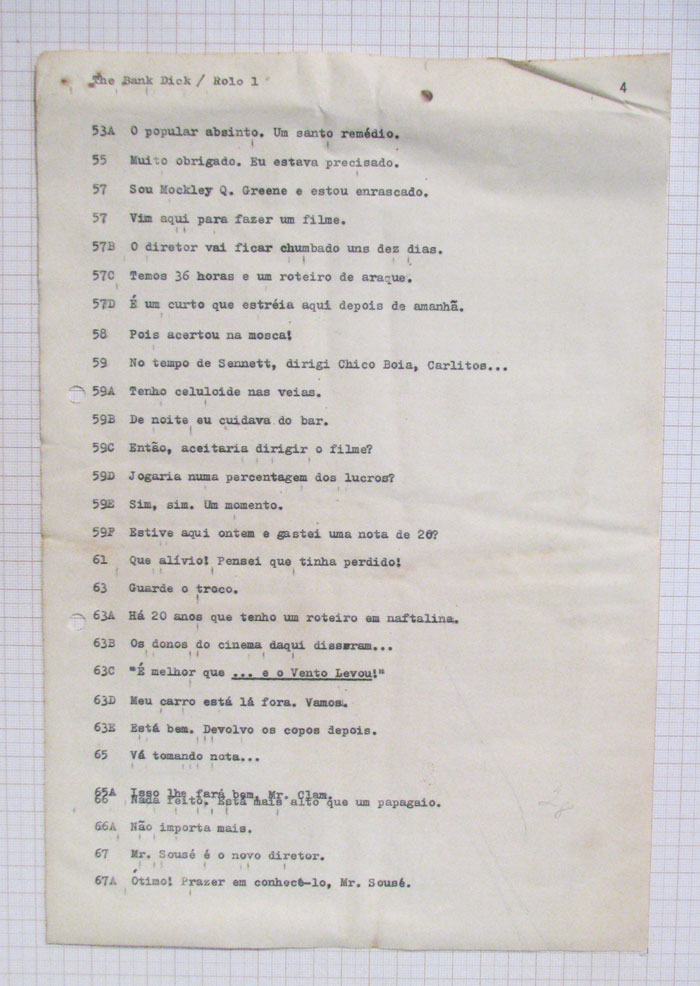 The Bank Dick / Rolo 1
4
53A O popular absinto. Um santo remédio.
55 Muito obrigado. Eu estava precisado.
57 Sou Mockley Q. Greene e estou enrascado.
57 Vim aqui para fazer um filme.
57B O diretor vai ficar chumbado uns dez dias.
57C Temos 36 horas e um roteiro de araque.
57D É um curto que estréia aqui depois de amanhã.
58 Pois acertou na mosca!
59 No tempo de Sennett, dirigi Chico Boia, Carlitos...
59A Tenho celuloide nas veias.
59B De noite eu cuidava do bar.
59C Então, aceitaria dirigir o filme?
59D Jogaria numa percentagem dos lucros?
59E Sim, sim. Um momento.
59F Estive aqui ontem e gastei uma nota de 20?
61 Que alívio! Pensei que tinha perdido!
63 Guarde o troco.
63A Há 20 anos que tenho um roteiro em naftalina.
63B Os donos do cinema daqui disseram...
63C "É melhor que ... e o Vento Levou!"
63D Meu carro está lá fora. Vamos.
63E Está bem. Devolvo os copos depois.
65 Vá tomando nota...
65A Isso lhe fará bem, Mr. Clam.
66 Nada feito. Está mais alto que um papagaio.
66A Não importa mais.
67 Mr. Sousé é o novo diretor.
67A Ótimo! Prazer em conhecê-lo, Mr. Sousé.